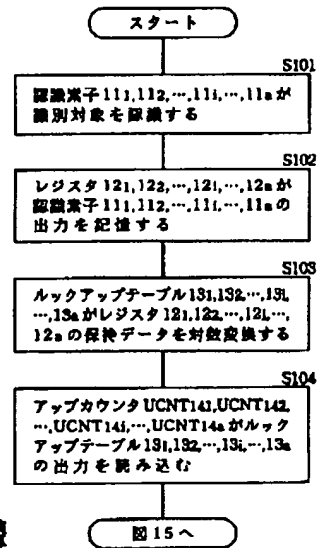 スタート
S101
認識素子111,112,…,11i,…,11nが
識別対象を認識する
S102
レジスタ121,122,…,12i,…,12nが
認識素子111,112,…,11i,…,11nの
出力を記憶する
S103
ルックアップテーブル131,132,…,13i,
…,13nがレジスタ121,122,…,12i,…,
12nの保持データを対数変換する
S104
アップカウンタUCNT141,UCNT142,
…,UCNT14i,…,UCNT14nがルック
アップテーブル131,132,…,13i,…,13n
の出力を読み込む
図15へ